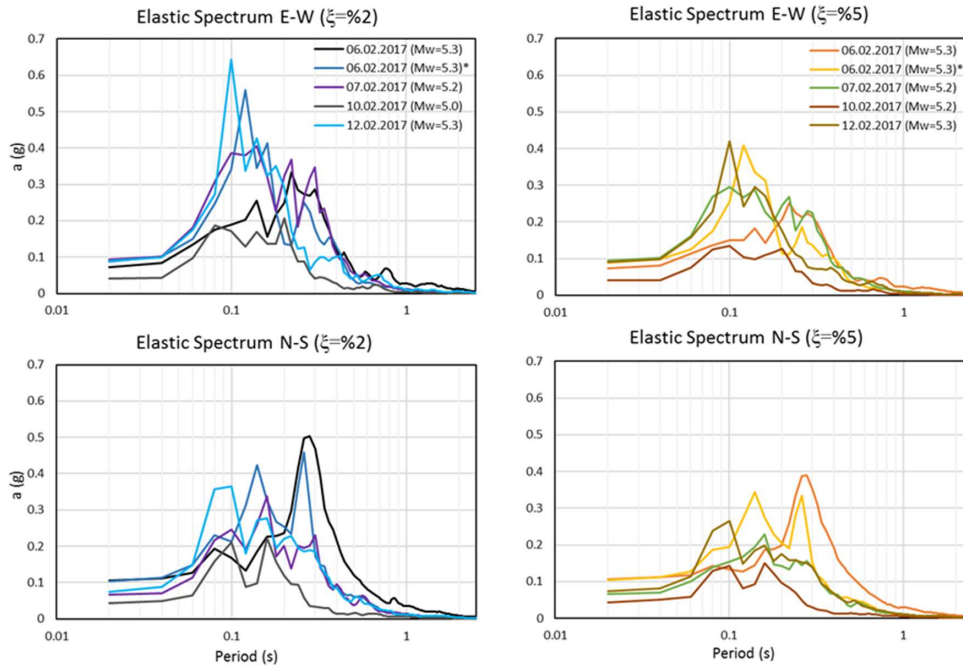 Elastic Spectrum E-W (ξ=%2)
0.7
0.6
0.5
0.4
0.3
0.2
0.1
0
a (g)
06.02.2017 (Mw=5.3)
06.02.2017 (Mw=5.3)*
07.02.2017 (Mw=5.2)
10.02.2017 (Mw=5.0)
12.02.2017 (Mw=5.3)
0.01
0.1
1
Elastic Spectrum E-W (ξ=%5)
0.7
0.6
0.5
0.4
0.3
0.2
0.1
0
06.02.2017 (Mw=5.3)
06.02.2017 (Mw=5.3)*
07.02.2017 (Mw=5.2)
10.02.2017 (Mw=5.2)
12.02.2017 (Mw=5.3)
0.01
0.1
1
Elastic Spectrum N-S (ξ=%2)
0.7
0.6
0.5
0.4
0.3
0.2
0.1
0
a (g)
0.01
0.1
1
Period (s)
Elastic Spectrum N-S (ξ=%5)
0.7
0.6
0.5
0.4
0.3
0.2
0.1
0
0.01
0.1
1
Period (s)